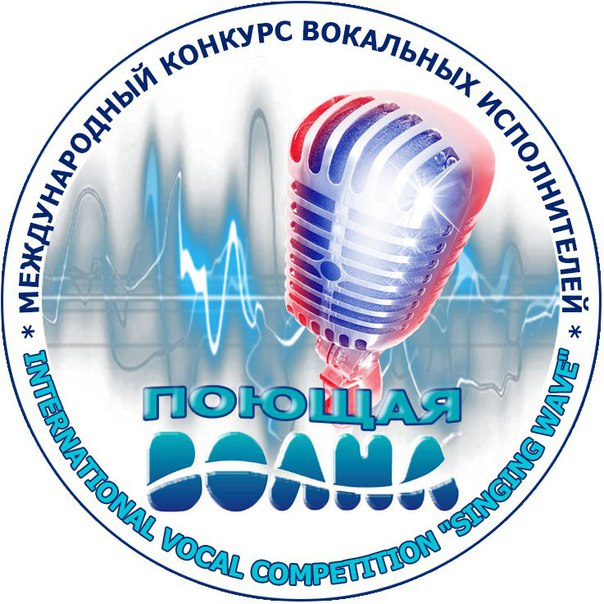 * МЕЖДУНАРОДНЫЙ КОНКУРС ВОКАЛЬНЫХ ИСПОЛНИТЕЛЕЙ *
ПОЮЩАЯ
ВОЛНА
INTERNATIONAL VOCAL COMPETITION "SINGING WAVE"